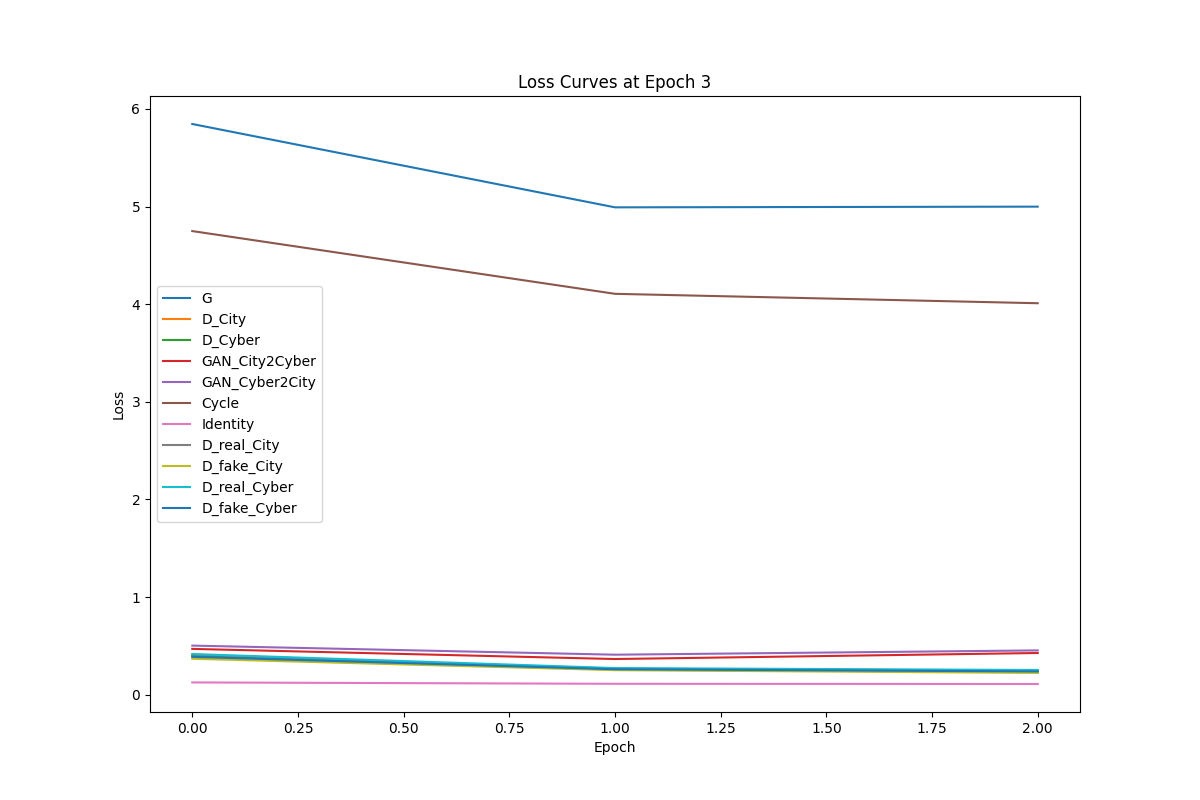 Loss Curves at Epoch 3
6
5
4
3
2
1
0
Loss
G
D_City
D_Cyber
GAN_City2Cyber
GAN_Cyber2City
Cycle
Identity
D_real_City
D_fake_City
D_real_Cyber
D_fake_Cyber
0.00 0.25 0.50 0.75 1.00 1.25 1.50 1.75 2.00
Epoch